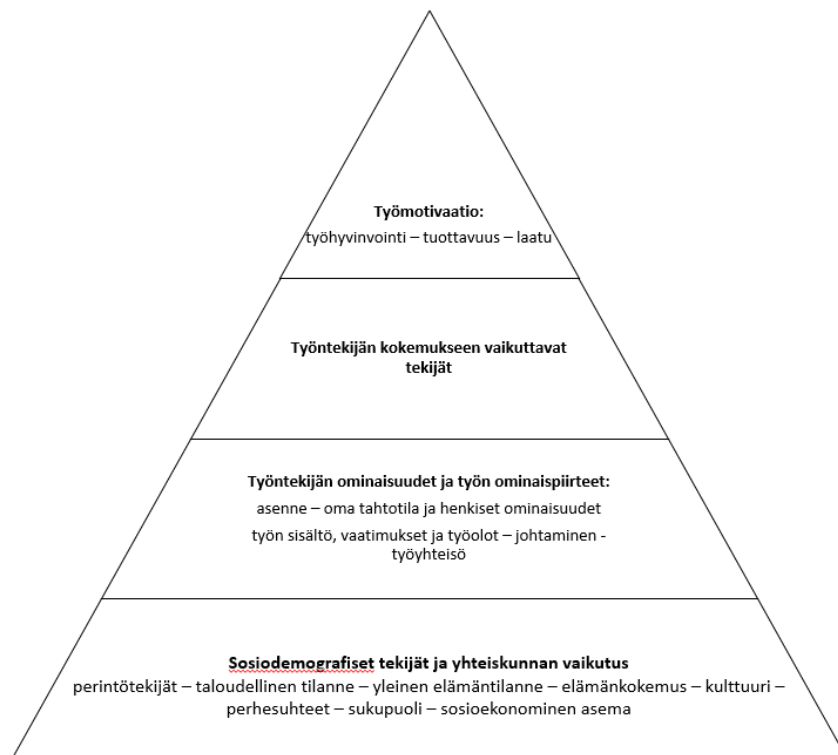 Työmotivaatio:
työhyvinvointi – tuottavuus – laatu
Työntekijän kokemukseen vaikuttavat
tekijät
Työntekijän ominaisuudet ja työn ominaispiirteet:
asenne – oma tahtotila ja henkiset ominaisuudet
työn sisältö, vaatimukset ja työolot – johtaminen -
työyhteisö
Sosiodemografiset tekijät ja yhteiskunnan vaikutus
perintötekijät – taloudellinen tilanne – yleinen elämäntilanne – elämänkokemus – kulttuuri –
perhesuhteet – sukupuoli – sosioekonominen asema